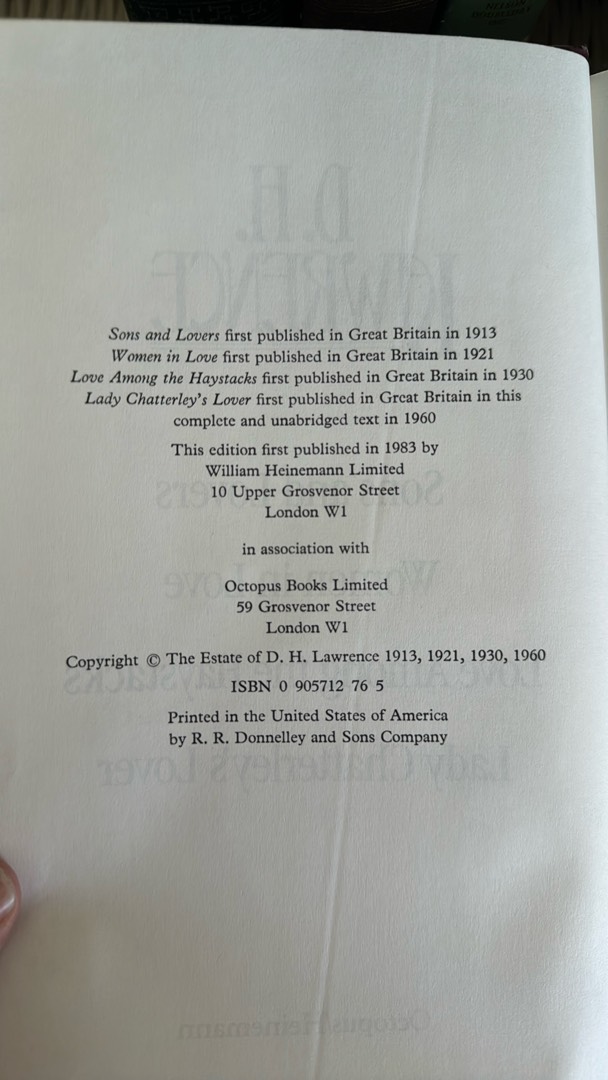 Sons and Lovers first published in Great Britain in 1913
Women in Love first published in Great Britain in 1921
Love Among the Haystacks first published in Great Britain in 1930
Lady Chatterley's Lover first published in Great Britain in this
complete and unabridged text in 1960
This edition first published in 1983 by
William Heinemann Limited
10 Upper Grosvenor Street
London W1
in association with
Octopus Books Limited
59 Grosvenor Street
London W1
Copyright © The Estate of D. H. Lawrence 1913, 1921, 1930, 1960
ISBN 0 905712 76 5
Printed in the United States of America
by R. R. Donnelley and Sons Company